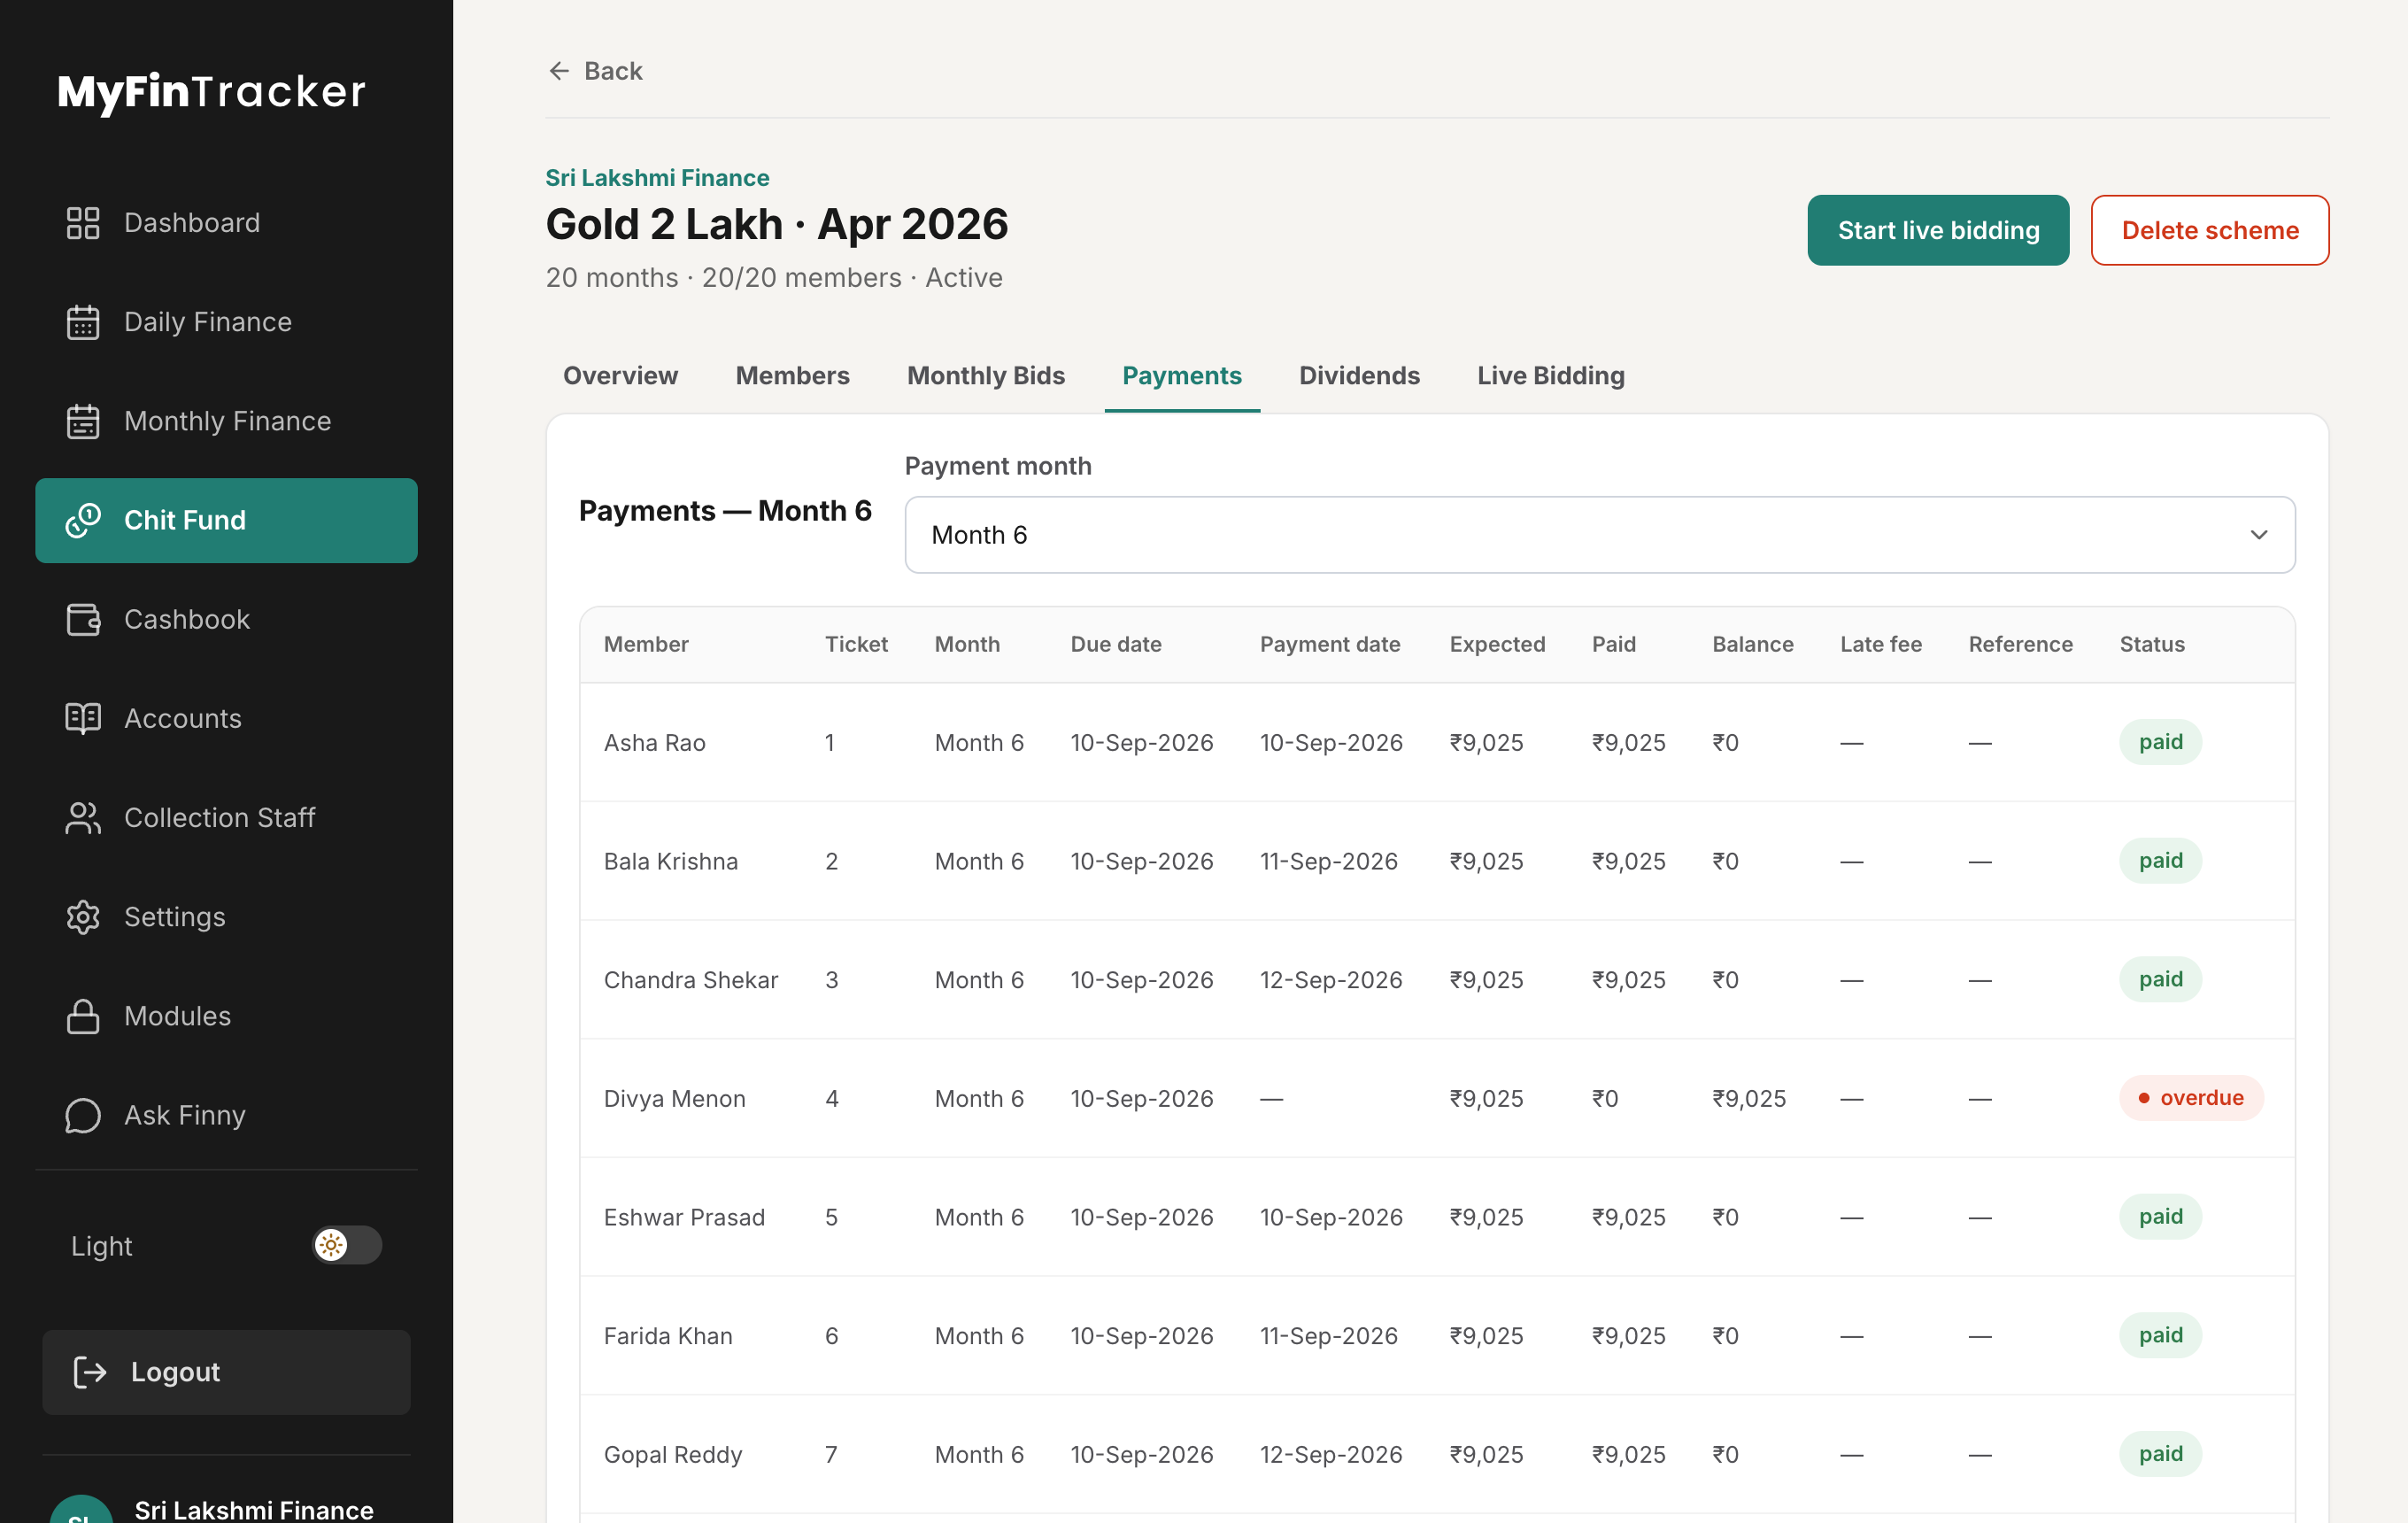 MyFinTracker
Dashboard
Daily Finance
Monthly Finance
Chit Fund
Cashbook
Accounts
Collection Staff
Settings
Modules
Ask Finny
Light
Logout
Sri Lakshmi Finance
Back
Sri Lakshmi Finance
Gold 2 Lakh · Apr 2026
20 months · 20/20 members · Active
Start live bidding
Delete scheme
Overview Members Monthly Bids Payments Dividends Live Bidding
Payments — Month 6
Payment month
Month 6
Member Ticket Month Due date Payment date Expected Paid Balance Late fee Reference Status
Asha Rao 1 Month 6 10-Sep-2026 10-Sep-2026 ₹9,025 ₹9,025 ₹0 — — paid
Bala Krishna 2 Month 6 10-Sep-2026 11-Sep-2026 ₹9,025 ₹9,025 ₹0 — — paid
Chandra Shekar 3 Month 6 10-Sep-2026 12-Sep-2026 ₹9,025 ₹9,025 ₹0 — — paid
Divya Menon 4 Month 6 10-Sep-2026 — ₹9,025 ₹0 ₹9,025 — — overdue
Eshwar Prasad 5 Month 6 10-Sep-2026 10-Sep-2026 ₹9,025 ₹9,025 ₹0 — — paid
Farida Khan 6 Month 6 10-Sep-2026 11-Sep-2026 ₹9,025 ₹9,025 ₹0 — — paid
Gopal Reddy 7 Month 6 10-Sep-2026 12-Sep-2026 ₹9,025 ₹9,025 ₹0 — — paid